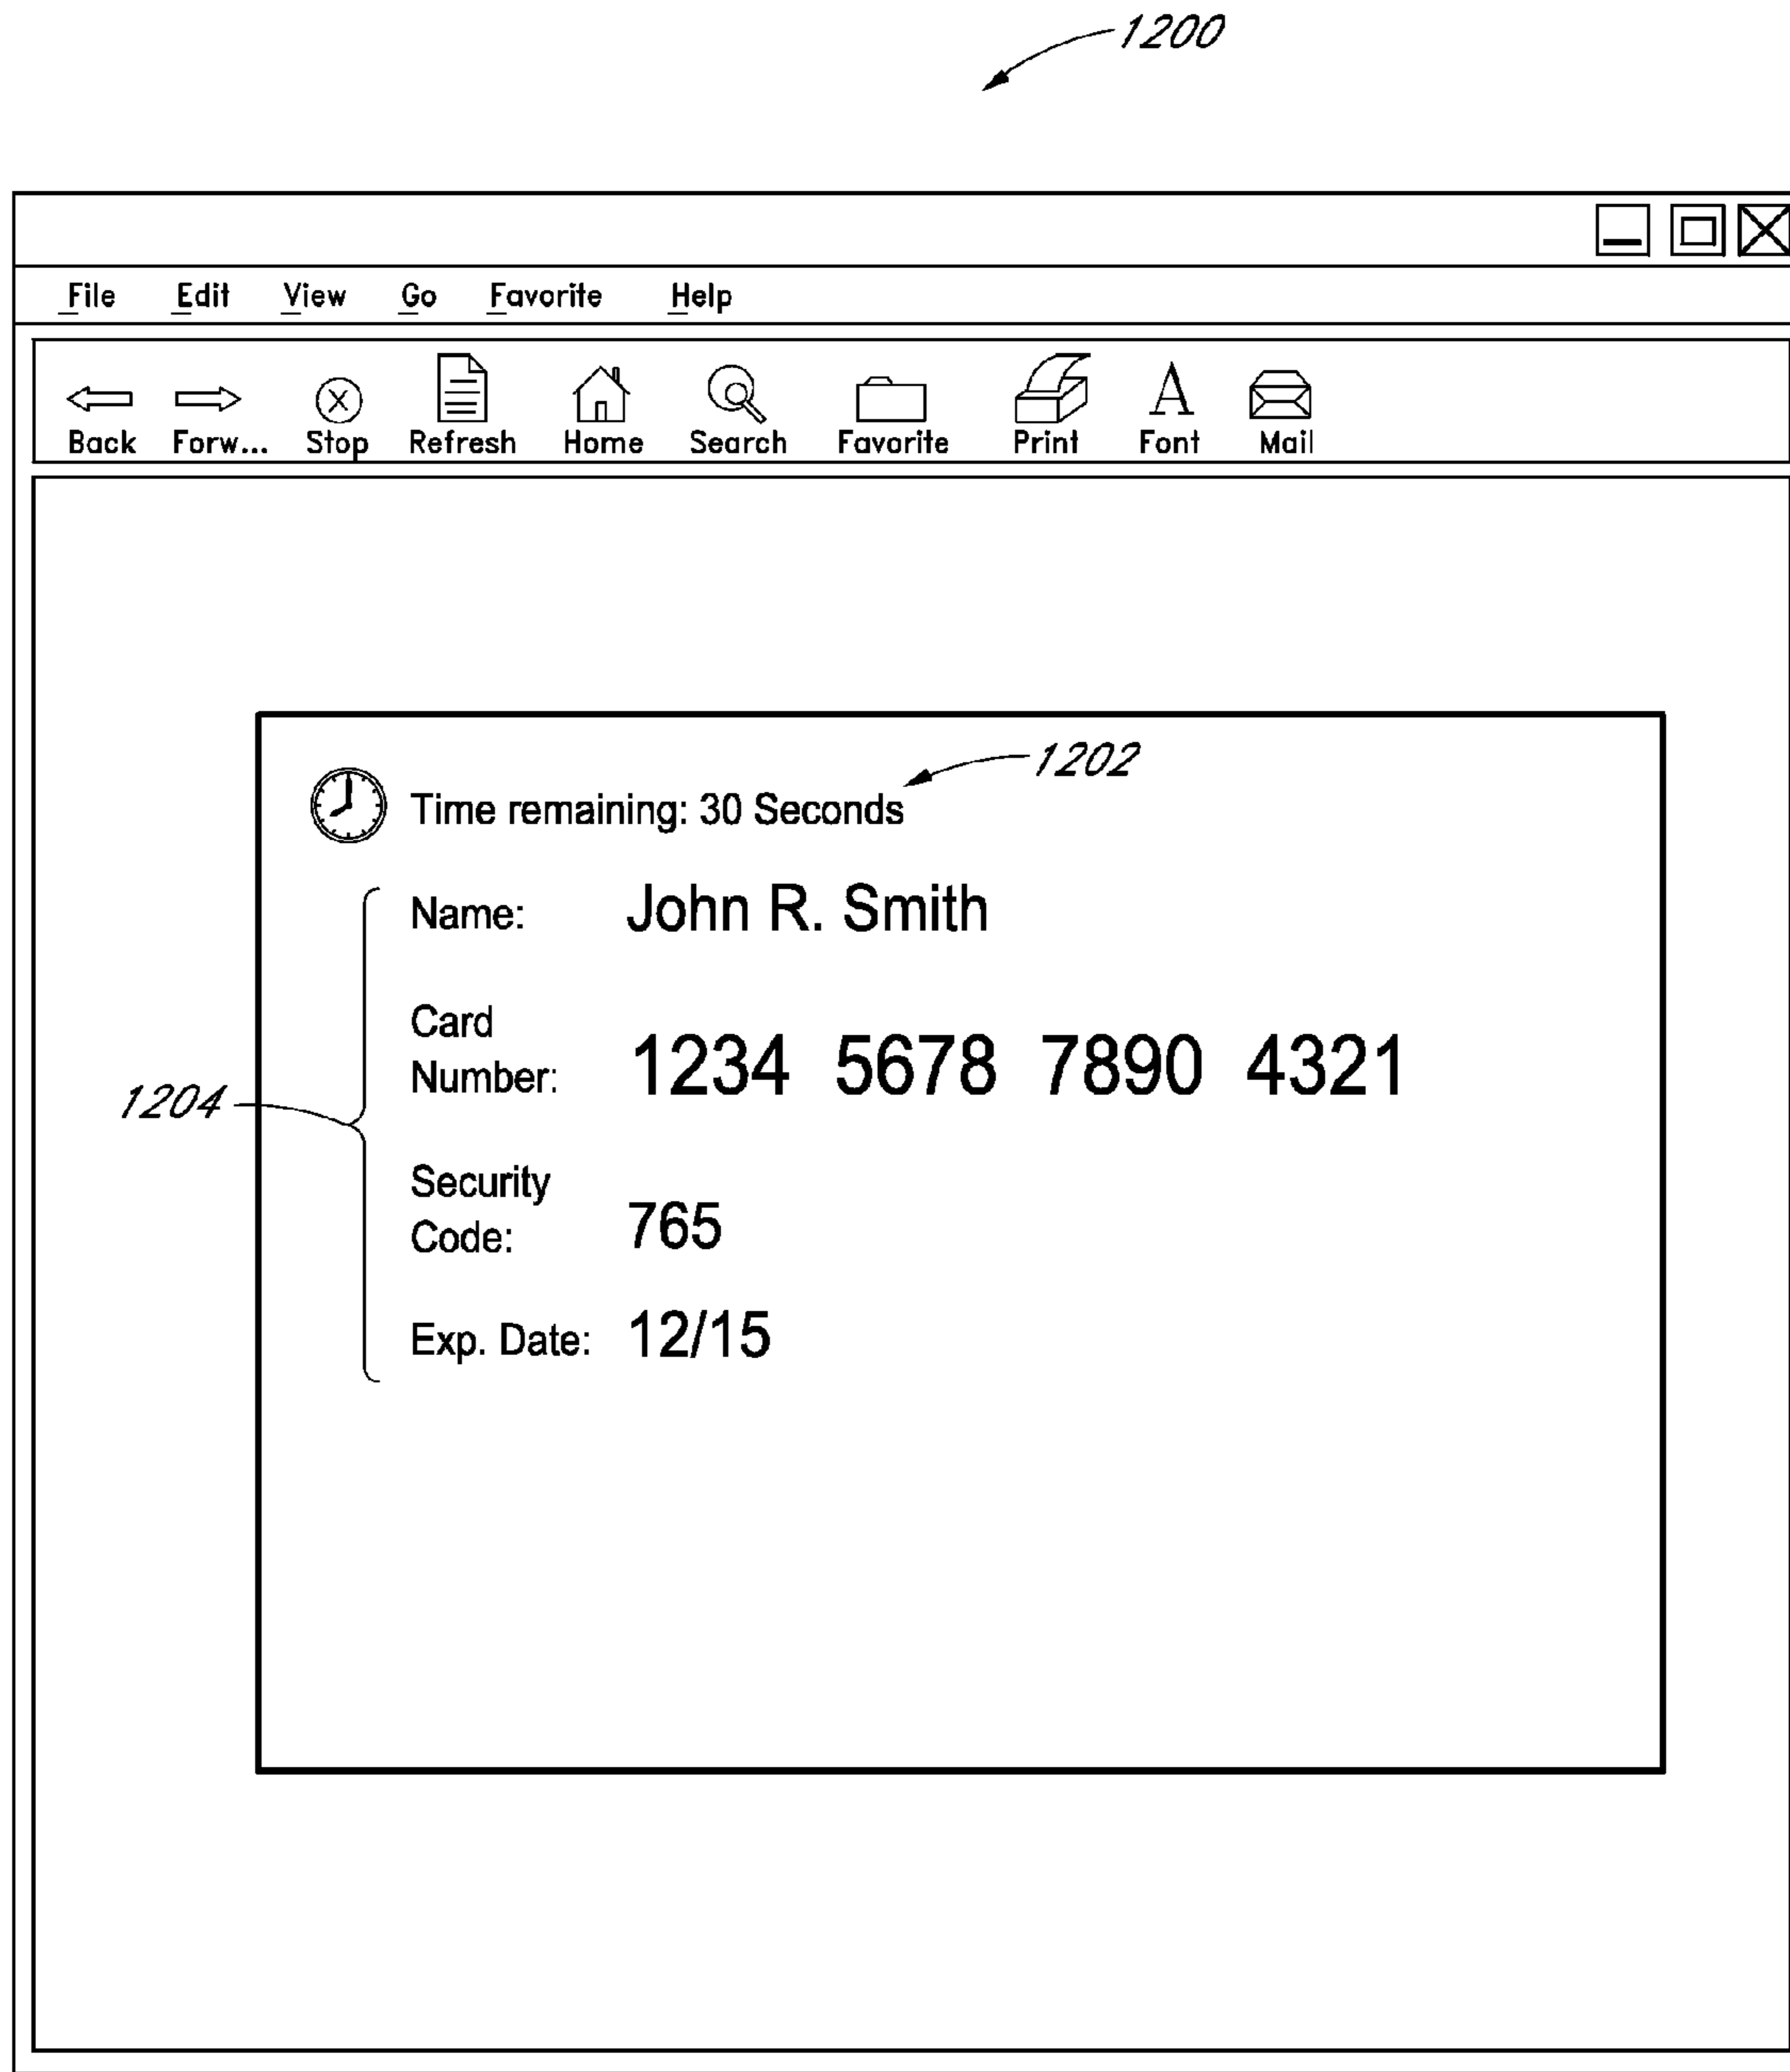 1200
File Edit View Go Favorite Help
Back Forw... Stop Refresh Home Search Favorite Print Font Mail
1202
Time remaining: 30 Seconds
Name: John R. Smith
Card
Number: 1234 5678 7890 4321
1204
Security
Code: 765
Exp. Date: 12/15